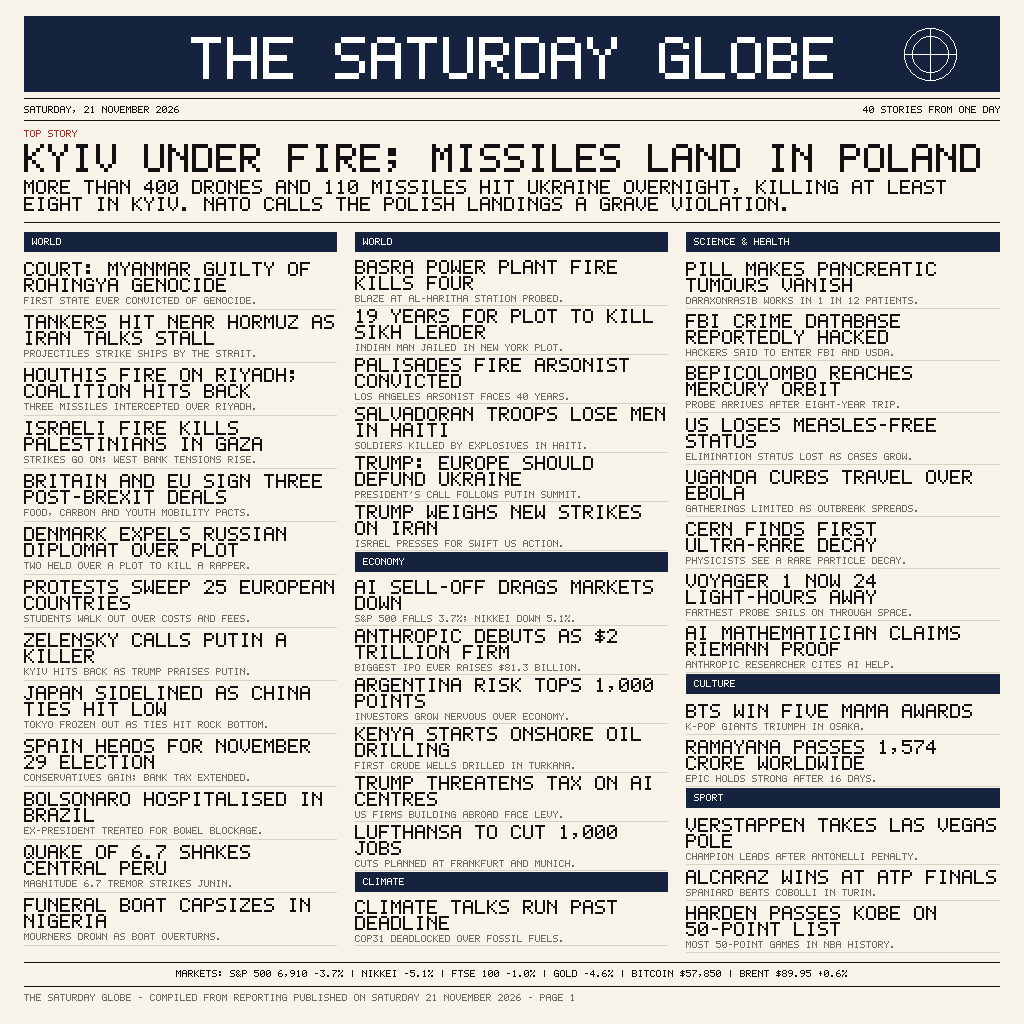 THE SATURDAY GLOBE
SATURDAY, 21 NOVEMBER 2026
40 STORIES FROM ONE DAY
TOP STORY
KYIV UNDER FIRE; MISSILES LAND IN POLAND
MORE THAN 400 DRONES AND 110 MISSILES HIT UKRAINE OVERNIGHT, KILLING AT LEAST
EIGHT IN KYIV. NATO CALLS THE POLISH LANDINGS A GRAVE VIOLATION.
WORLD
COURT: MYANMAR GUILTY OF
ROHINGYA GENOCIDE
FIRST STATE EVER CONVICTED OF GENOCIDE.
TANKERS HIT NEAR HORMUZ AS
IRAN TALKS STALL
PROJECTILES STRIKE SHIPS BY THE STRAIT.
HOUTHIS FIRE ON RIYADH;
COALITION HITS BACK
THREE MISSILES INTERCEPTED OVER RIYADH.
ISRAELI FIRE KILLS
PALESTINIANS IN GAZA
STRIKES GO ON; WEST BANK TENSIONS RISE.
BRITAIN AND EU SIGN THREE
POST-BREXIT DEALS
FOOD, CARBON AND YOUTH MOBILITY PACTS.
DENMARK EXPELS RUSSIAN
DIPLOMAT OVER PLOT
TWO HELD OVER A PLOT TO KILL A RAPPER.
PROTESTS SWEEP 25 EUROPEAN
COUNTRIES
STUDENTS WALK OUT OVER COSTS AND FEES.
ZELENSKY CALLS PUTIN A
KILLER
KYIV HITS BACK AS TRUMP PRAISES PUTIN.
JAPAN SIDELINED AS CHINA
TIES HIT LOW
TOKYO FROZEN OUT AS TIES HIT ROCK BOTTOM.
SPAIN HEADS FOR NOVEMBER
29 ELECTION
CONSERVATIVES GAIN; BANK TAX EXTENDED.
BOLSONARO HOSPITALISED IN
BRAZIL
EX-PRESIDENT TREATED FOR BOWEL BLOCKAGE.
QUAKE OF 6.7 SHAKES
CENTRAL PERU
MAGNITUDE 6.7 TREMOR STRIKES JUNIN.
FUNERAL BOAT CAPSIZES IN
NIGERIA
MOURNERS DROWN AS BOAT OVERTURNS.
WORLD
BASRA POWER PLANT FIRE
KILLS FOUR
BLAZE AT AL-HARITHA STATION PROBED.
19 YEARS FOR PLOT TO KILL
SIKH LEADER
INDIAN MAN JAILED IN NEW YORK PLOT.
PALISADES FIRE ARSONIST
CONVICTED
LOS ANGELES ARSONIST FACES 40 YEARS.
SALVADORAN TROOPS LOSE MEN
IN HAITI
SOLDIERS KILLED BY EXPLOSIVES IN HAITI.
TRUMP: EUROPE SHOULD
DEFUND UKRAINE
PRESIDENT'S CALL FOLLOWS PUTIN SUMMIT.
TRUMP WEIGHS NEW STRIKES
ON IRAN
ISRAEL PRESSES FOR SWIFT US ACTION.
ECONOMY
AI SELL-OFF DRAGS MARKETS
DOWN
S&P 500 FALLS 3.7%; NIKKEI DOWN 5.1%.
ANTHROPIC DEBUTS AS $2
TRILLION FIRM
BIGGEST IPO EVER RAISES $81.3 BILLION.
ARGENTINA RISK TOPS 1,000
POINTS
INVESTORS GROW NERVOUS OVER ECONOMY.
KENYA STARTS ONSHORE OIL
DRILLING
FIRST CRUDE WELLS DRILLED IN TURKANA.
TRUMP THREATENS TAX ON AI
CENTRES
US FIRMS BUILDING ABROAD FACE LEVY.
LUFTHANSA TO CUT 1,000
JOBS
CUTS PLANNED AT FRANKFURT AND MUNICH.
CLIMATE
CLIMATE TALKS RUN PAST
DEADLINE
COP31 DEADLOCKED OVER FOSSIL FUELS.
SCIENCE & HEALTH
PILL MAKES PANCREATIC
TUMOURS VANISH
DARAXONRASIB WORKS IN 1 IN 12 PATIENTS.
FBI CRIME DATABASE
REPORTEDLY HACKED
HACKERS SAID TO ENTER FBI AND USDA.
BEPICOLOMBO REACHES
MERCURY ORBIT
PROBE ARRIVES AFTER EIGHT-YEAR TRIP.
US LOSES MEASLES-FREE
STATUS
ELIMINATION STATUS LOST AS CASES GROW.
UGANDA CURBS TRAVEL OVER
EBOLA
GATHERINGS LIMITED AS OUTBREAK SPREADS.
CERN FINDS FIRST
ULTRA-RARE DECAY
PHYSICISTS SEE A RARE PARTICLE DECAY.
VOYAGER 1 NOW 24
LIGHT-HOURS AWAY
FARTHEST PROBE SAILS ON THROUGH SPACE.
AI MATHEMATICIAN CLAIMS
RIEMANN PROOF
ANTHROPIC RESEARCHER CITES AI HELP.
CULTURE
BTS WIN FIVE MAMA AWARDS
K-POP GIANTS TRIUMPH IN OSAKA.
RAMAYANA PASSES 1,574
CRORE WORLDWIDE
EPIC HOLDS STRONG AFTER 16 DAYS.
SPORT
VERSTAPPEN TAKES LAS VEGAS
POLE
CHAMPION LEADS AFTER ANTONELLI PENALTY.
ALCARAZ WINS AT ATP FINALS
SPANIARD BEATS COBOLLI IN TURIN.
HARDEN PASSES KOBE ON
50-POINT LIST
MOST 50-POINT GAMES IN NBA HISTORY.
MARKETS: S&P 500 6,910 -3.7% | NIKKEI -5.1% | FTSE 100 -1.0% | GOLD -4.6% | BITCOIN $57,850 | BRENT $89.95 +0.6%
THE SATURDAY GLOBE - COMPILED FROM REPORTING PUBLISHED ON SATURDAY 21 NOVEMBER 2026 - PAGE 1